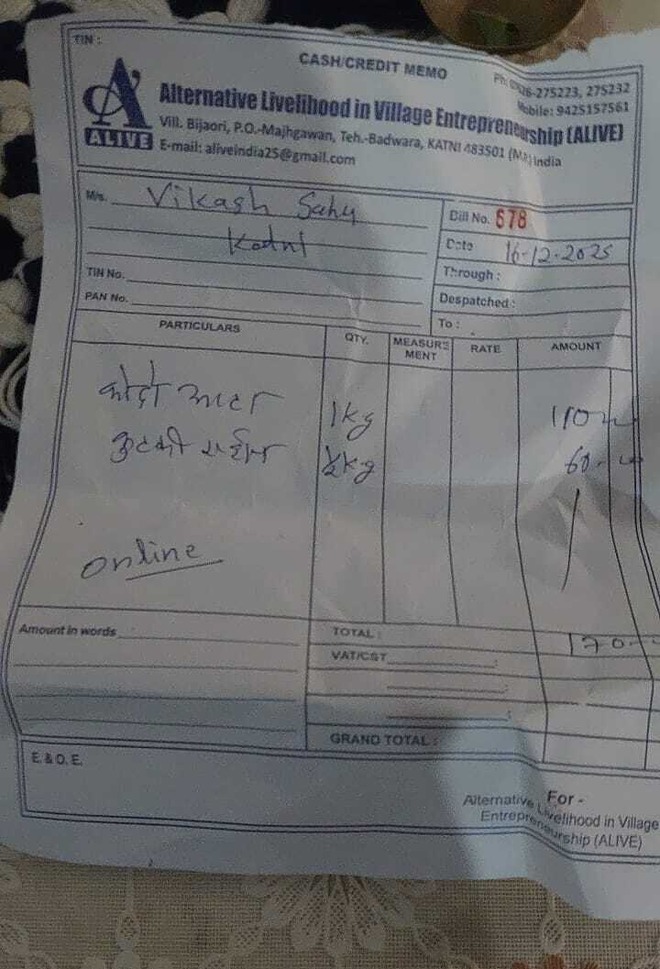 TIN :
CASH/CREDIT MEMO
Ph: 07626-275223, 275232
Mobile: 9425157561
A
ALIVE
Alternative Livelihood in Village Entrepreneurship (ALIVE)
Vill. Bijaori, P.O.-Majhgawan, Teh.-Badwara, KATNI 483501 (M.P.) India
E-mail: aliveindia25@gmail.com
M/s. Vikash Sahu
Katni
TIN No.
PAN No.
Bill No. 678
Date 16-12-2025
Through :
Despatched :
To :
PARTICULARS QTY. MEASURE MENT RATE AMOUNT
कोदो आटा 1kg 110
कुटकी ½kg 60
online
Amount in words
TOTAL : 170
VAT/CST
GRAND TOTAL :
E. & O. E.
For -
Alternative Livelihood in Village
Entrepreneurship (ALIVE)